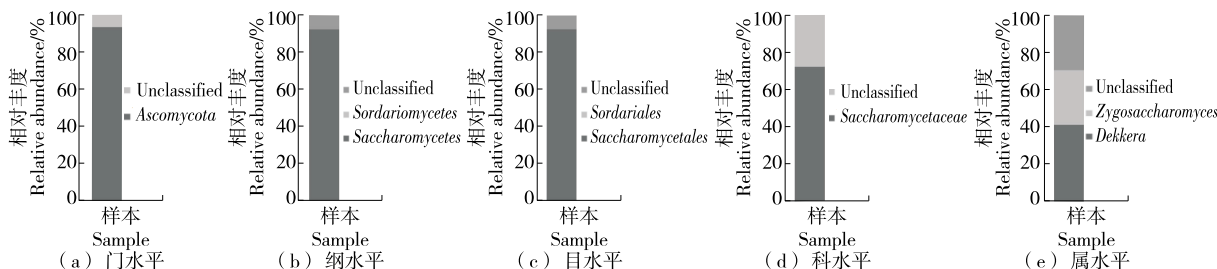 相对丰度
Relative abundance/%
100
80
60
40
20
0
Unclassified
Ascomycota
样本
Sample
(a) 门水平
相对丰度
Relative abundance/%
100
80
60
40
20
0
Unclassified
Sordariomycetes
Saccharomycetes
样本
Sample
(b) 纲水平
相对丰度
Relative abundance/%
100
80
60
40
20
0
Unclassified
Sordariales
Saccharomycetales
样本
Sample
(c) 目水平
相对丰度
Relative abundance/%
100
80
60
40
20
0
Unclassified
Saccharomycetaceae
样本
Sample
(d) 科水平
相对丰度
Relative abundance/%
100
80
60
40
20
0
Unclassified
Zygosaccharomyces
Dekkera
样本
Sample
(e) 属水平